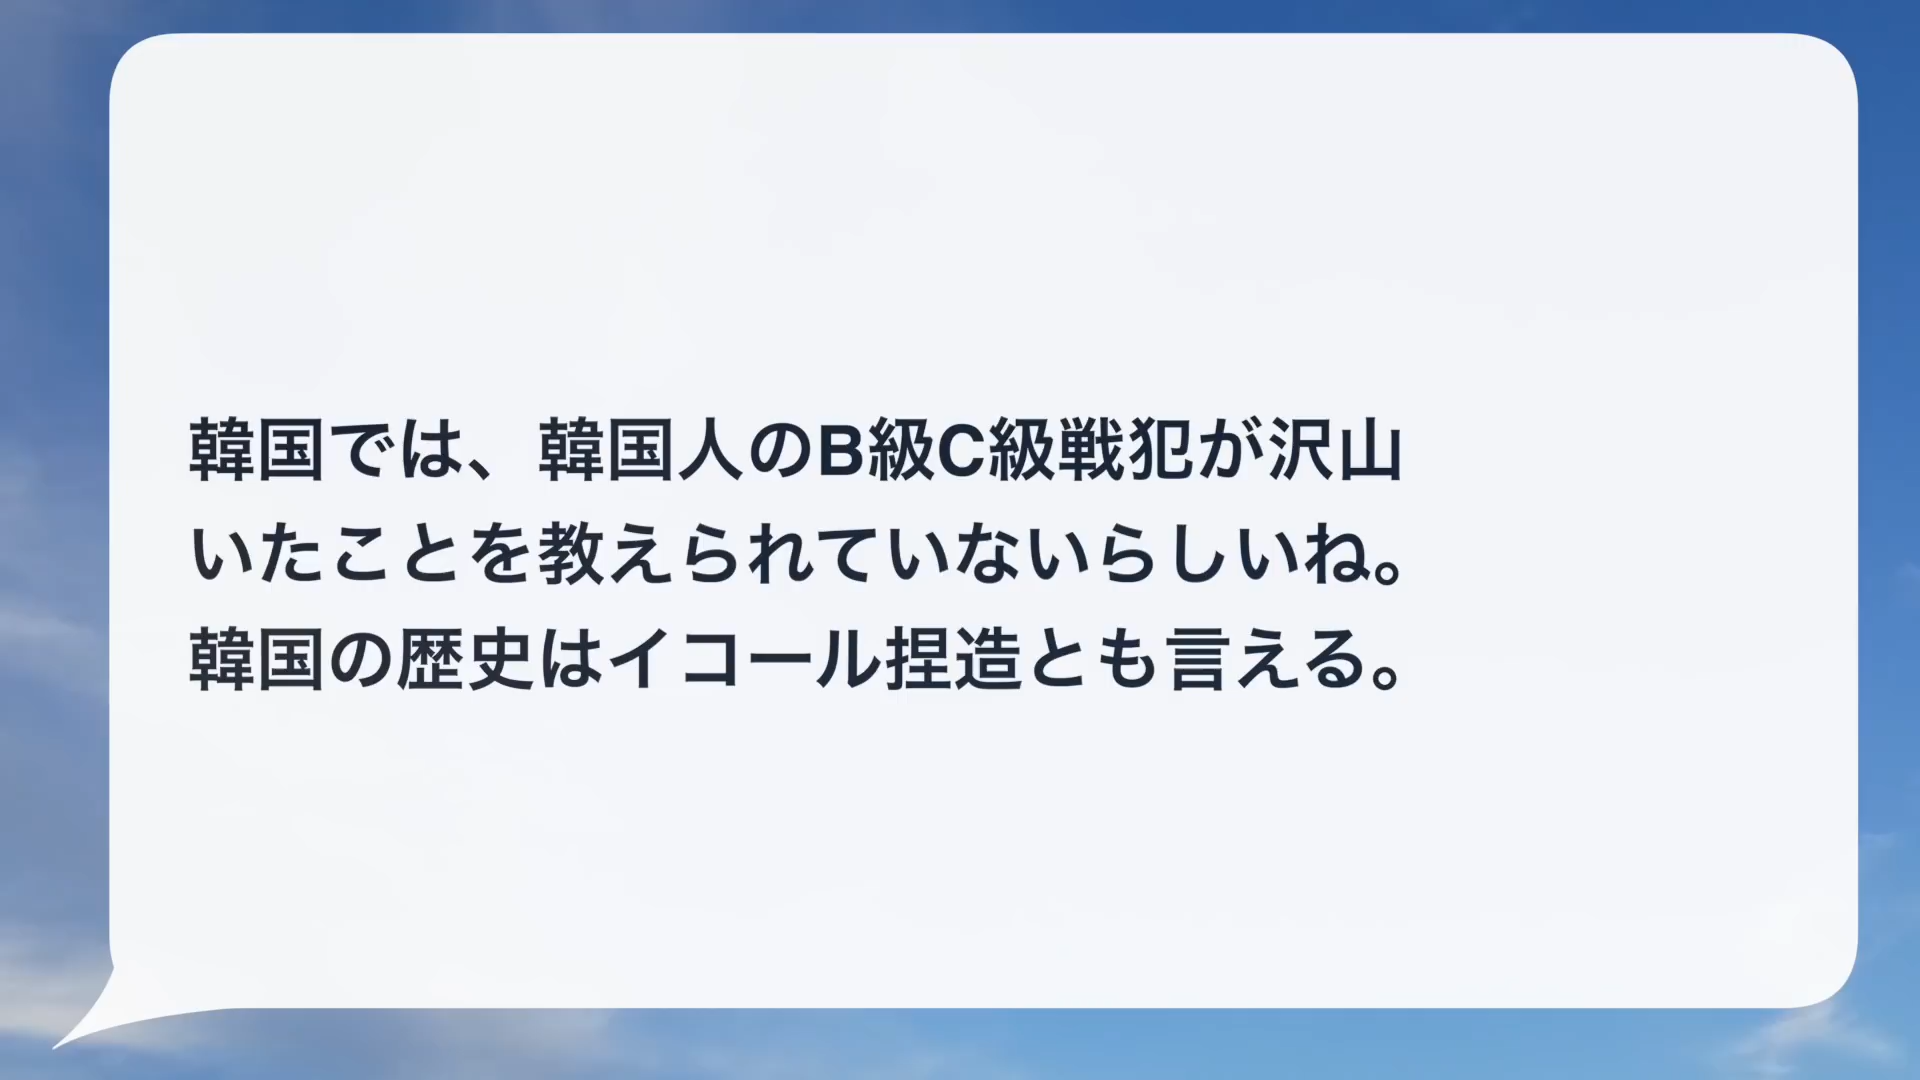 韓国では、韓国人のB級C級戦犯が沢山
いたことを教えられていないらしいね。
韓国の歴史はイコール捏造とも言える。